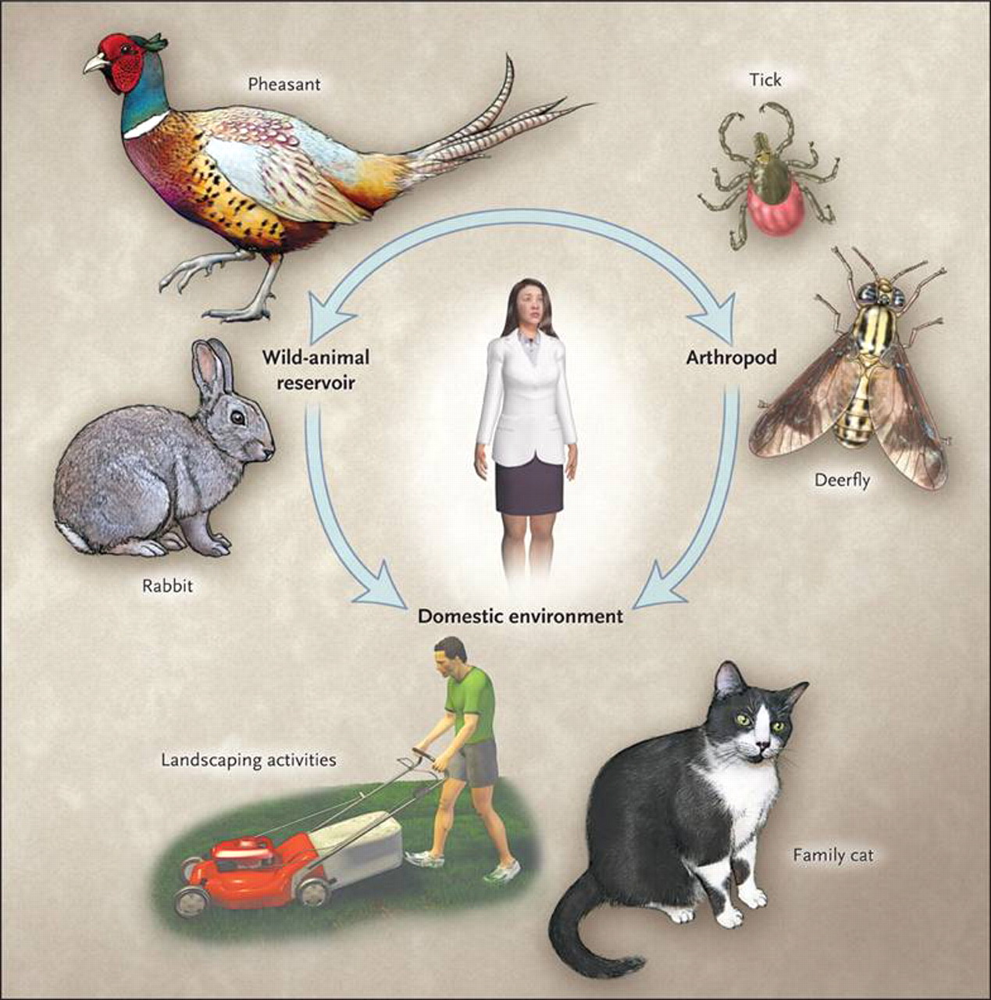 Pheasant
Tick
Wild-animal
reservoir
Arthropod
Deerfly
Rabbit
Domestic environment
Landscaping activities
Family cat